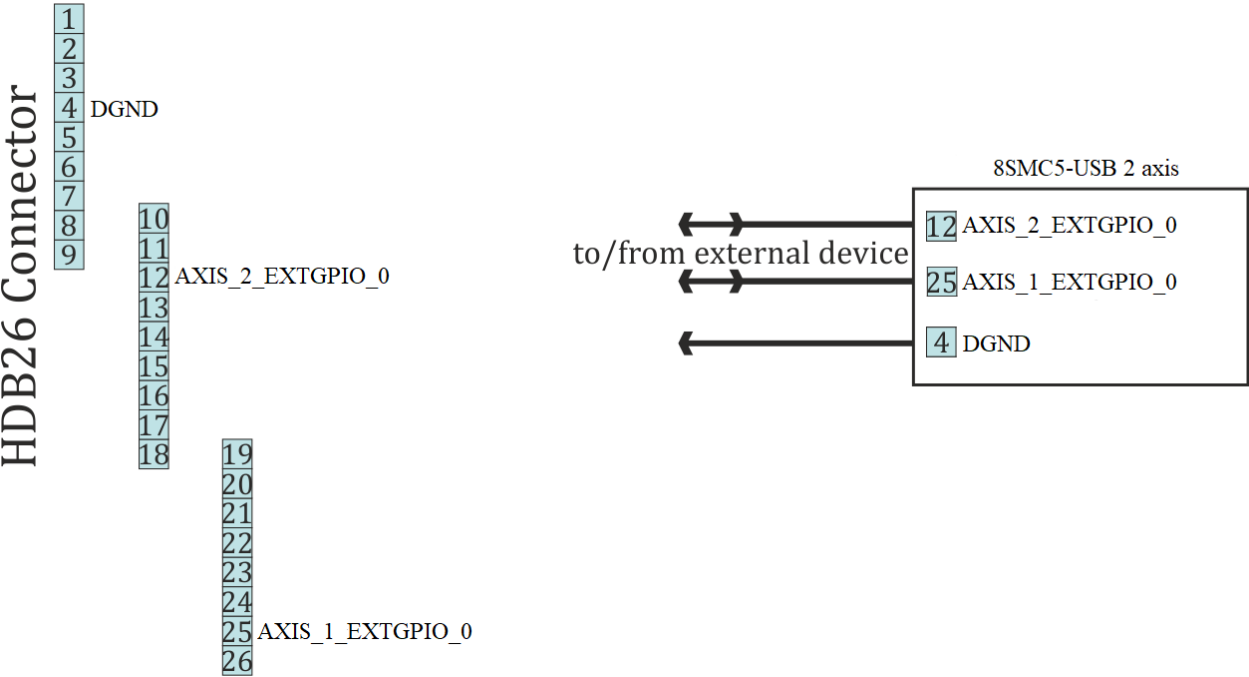 HDB26 Connector
1
2
3
4 DGND
5
6
7
8
9
10
11
12 AXIS_2_EXTGPIO_0
13
14
15
16
17
18
19
20
21
22
23
24
25 AXIS_1_EXTGPIO_0
26
8SMC5-USB 2 axis
12 AXIS_2_EXTGPIO_0
to/from external device
25 AXIS_1_EXTGPIO_0
4 DGND